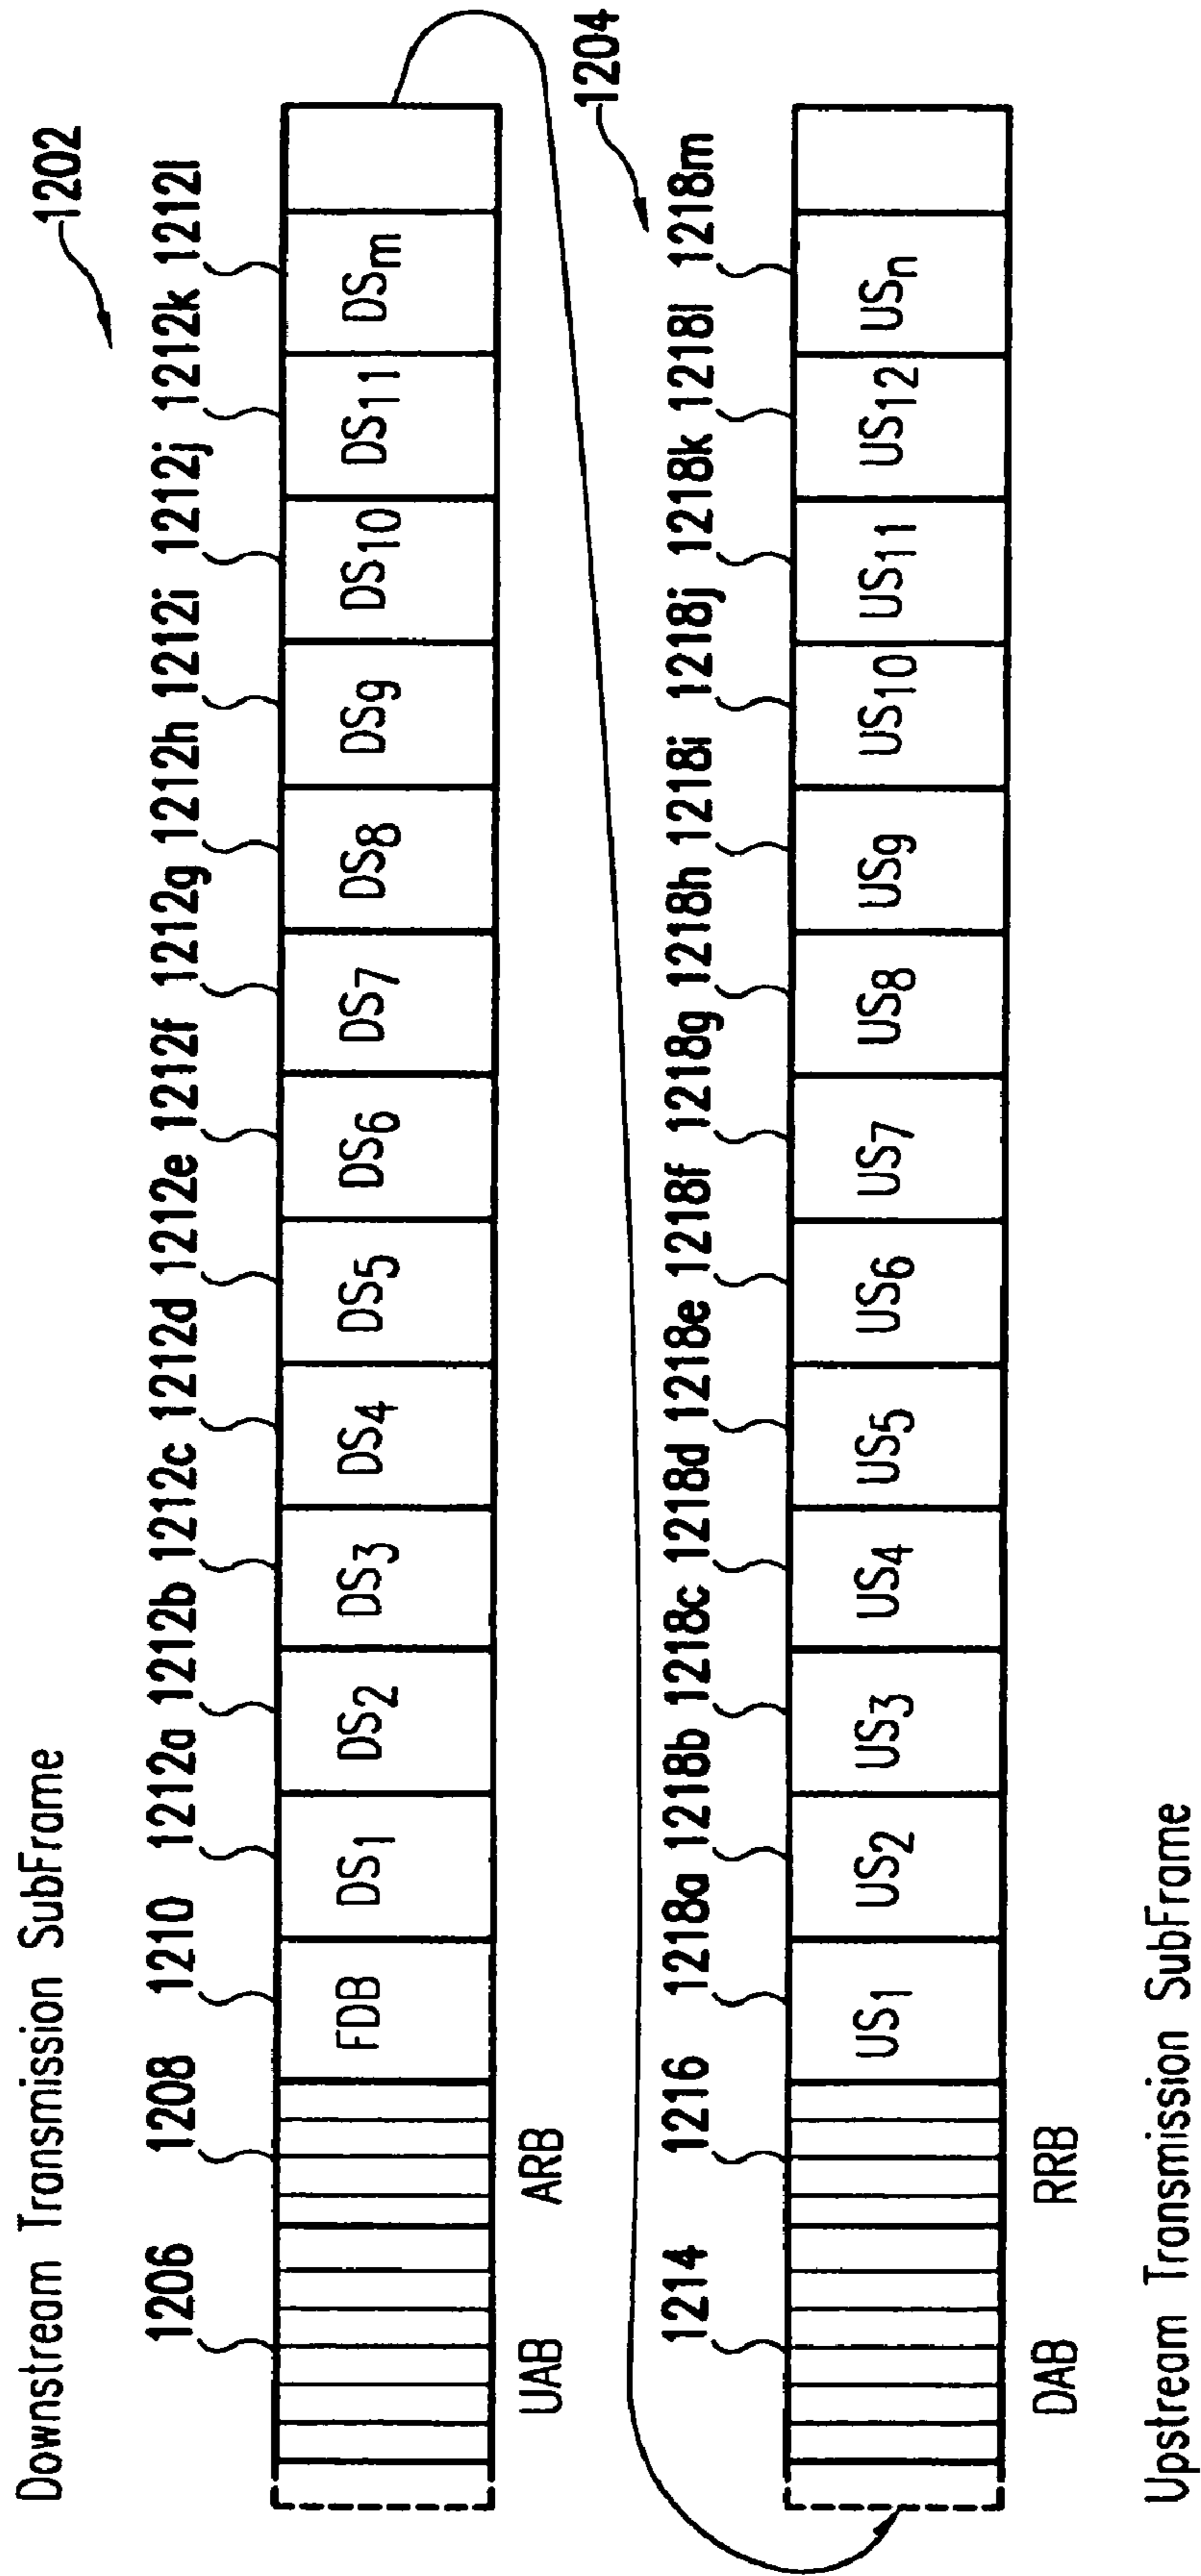 Downstream Transmission SubFrame
1202
1206 1208 1210 1212a 1212b 1212c 1212d 1212e 1212f 1212g 1212h 1212i 1212j 1212k 1212l
FDB DS1 DS2 DS3 DS4 DS5 DS6 DS7 DS8 DS9 DS10 DS11 DSm
UAB ARB
1204
1214 1216 1218a 1218b 1218c 1218d 1218e 1218f 1218g 1218h 1218i 1218j 1218k 1218l 1218m
US1 US2 US3 US4 US5 US6 US7 US8 US9 US10 US11 US12 USn
DAB RRB
Upstream Transmission SubFrame